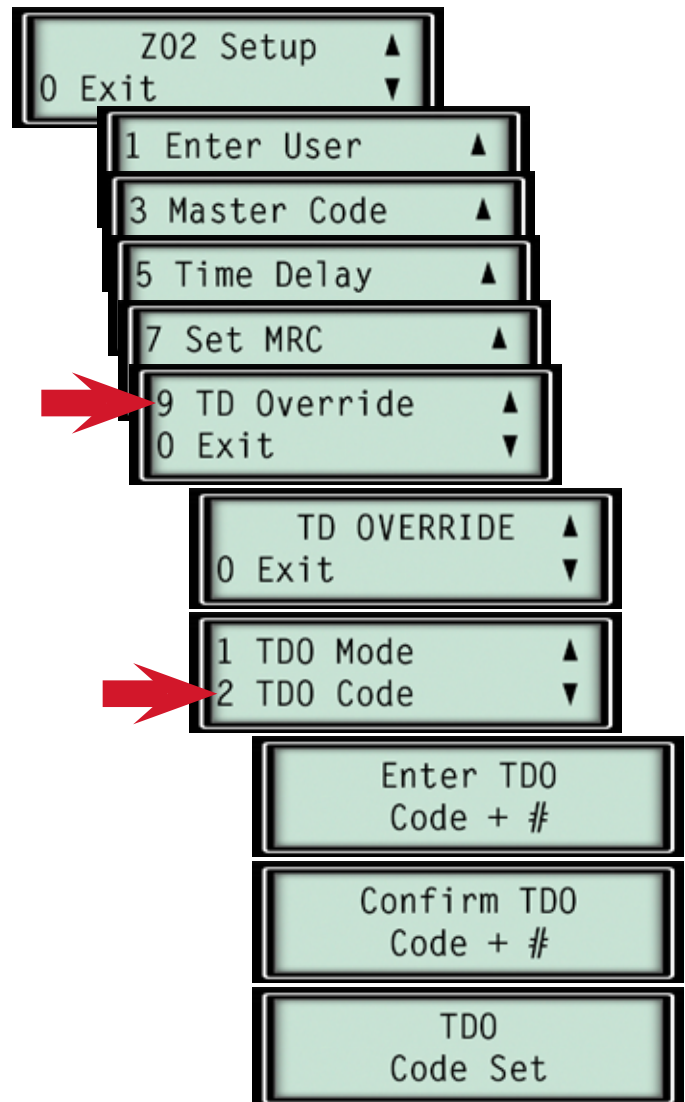 Z02 Setup ▲
0 Exit ▼
1 Enter User ▲
3 Master Code ▲
5 Time Delay ▲
7 Set MRC ▲
9 TD Override ▲
0 Exit ▼
TD OVERRIDE ▲
0 Exit ▼
1 TDO Mode ▲
2 TDO Code ▼
Enter TDO
Code + #
Confirm TDO
Code + #
TDO
Code Set